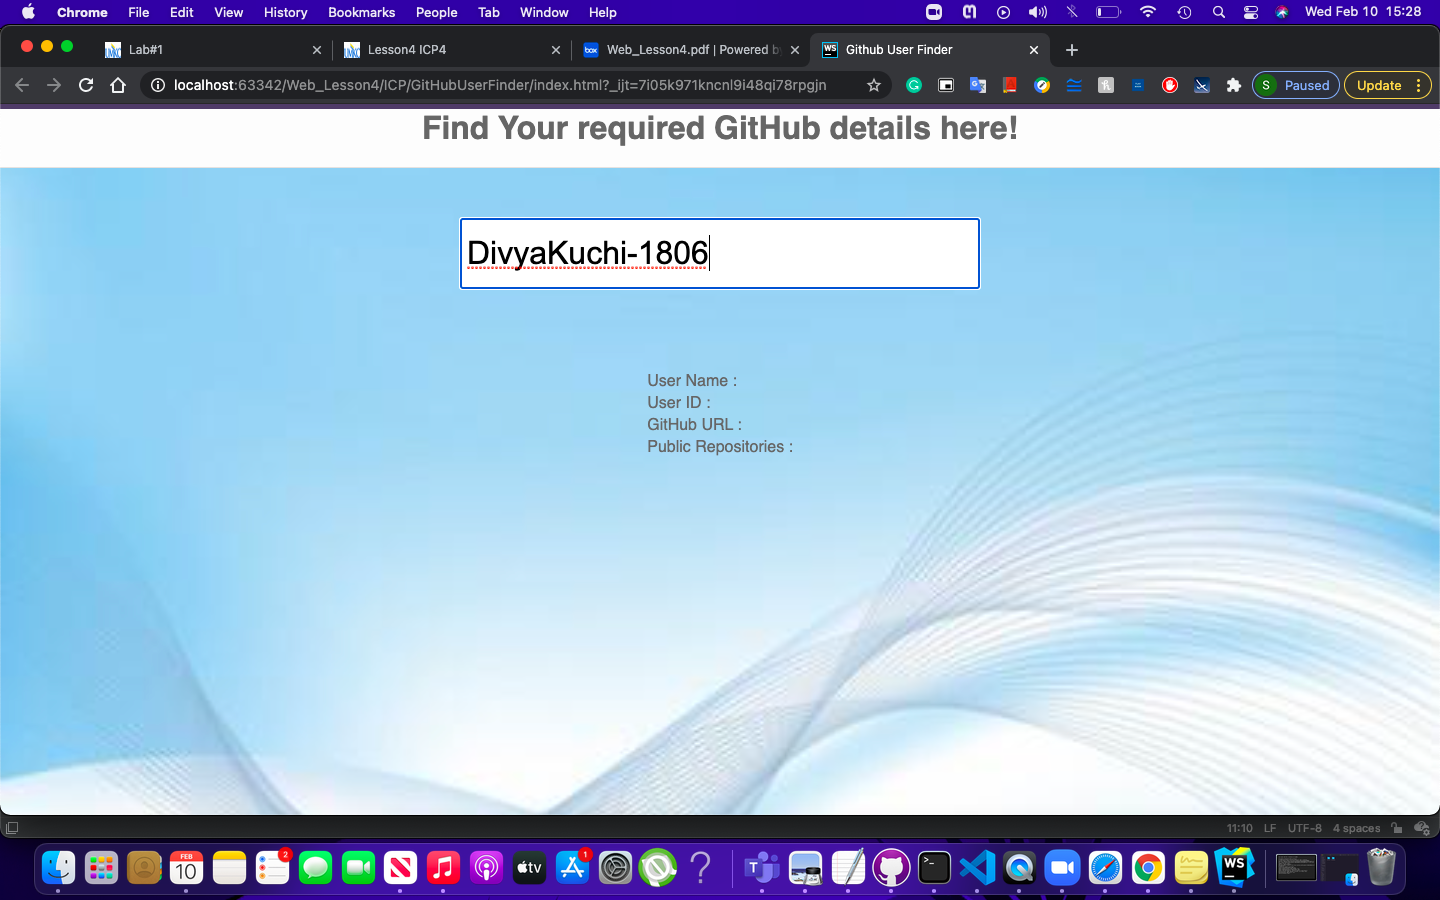 Chrome File Edit View History Bookmarks People Tab Window Help Wed Feb 10 15:28
Lab#1 Lesson4 ICP4 Web_Lesson4.pdf | Powered b Github User Finder
localhost:63342/Web_Lesson4/ICP/GitHubUserFinder/index.html?_ijt=7i05k971kncnl9i48qi78rpgjn S Paused Update
Find Your required GitHub details here!
DivyaKuchi-1806
User Name :
User ID :
GitHub URL :
Public Repositories :
11:10 LF UTF-8 4 spaces
FEB
10
2
tv
1
T
WS